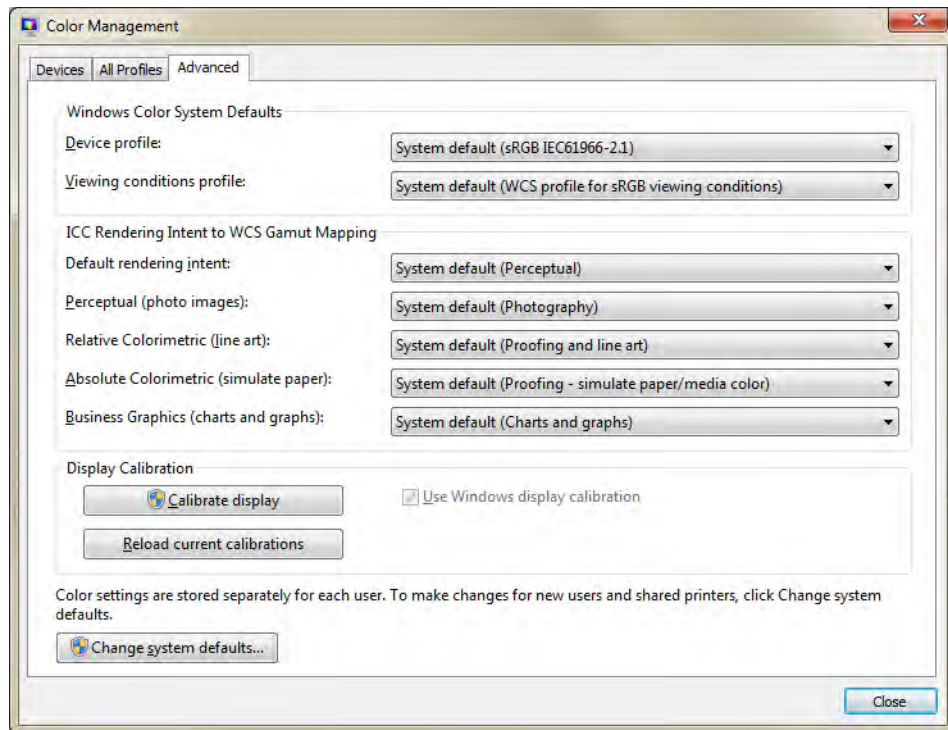 Color Management
Devices All Profiles Advanced
Windows Color System Defaults
Device profile: System default (sRGB IEC61966-2.1)
Viewing conditions profile: System default (WCS profile for sRGB viewing conditions)
ICC Rendering Intent to WCS Gamut Mapping
Default rendering intent: System default (Perceptual)
Perceptual (photo images): System default (Photography)
Relative Colorimetric (line art): System default (Proofing and line art)
Absolute Colorimetric (simulate paper): System default (Proofing - simulate paper/media color)
Business Graphics (charts and graphs): System default (Charts and graphs)
Display Calibration
Calibrate display Use Windows display calibration
Reload current calibrations
Color settings are stored separately for each user. To make changes for new users and shared printers, click Change system
defaults.
Change system defaults...
Close